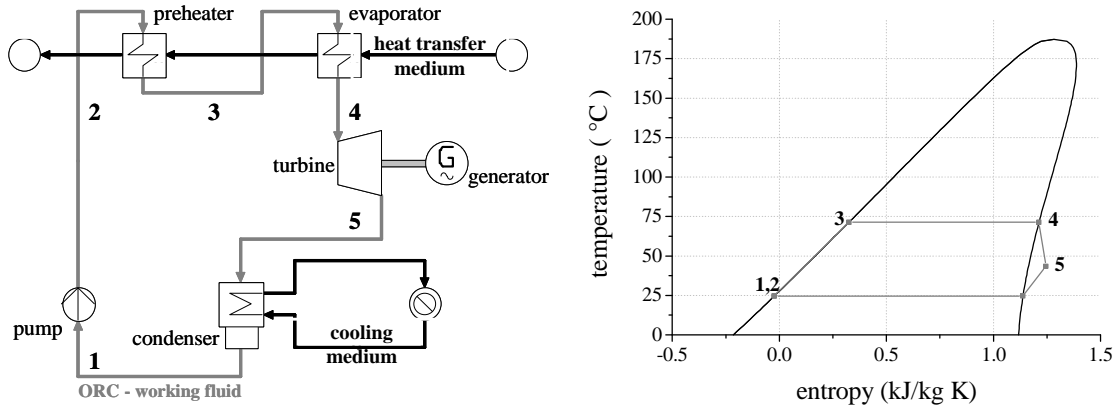 preheater
evaporator
heat transfer
medium
2
3
4
turbine
G
~
generator
5
pump
condenser
cooling
medium
1
ORC - working fluid
temperature ( °C )
175
150
125
100
75
50
25
0
3
4
5
1,2
-0.5
0.0
0.5
1.0
1.5
entropy (kJ/kg K)